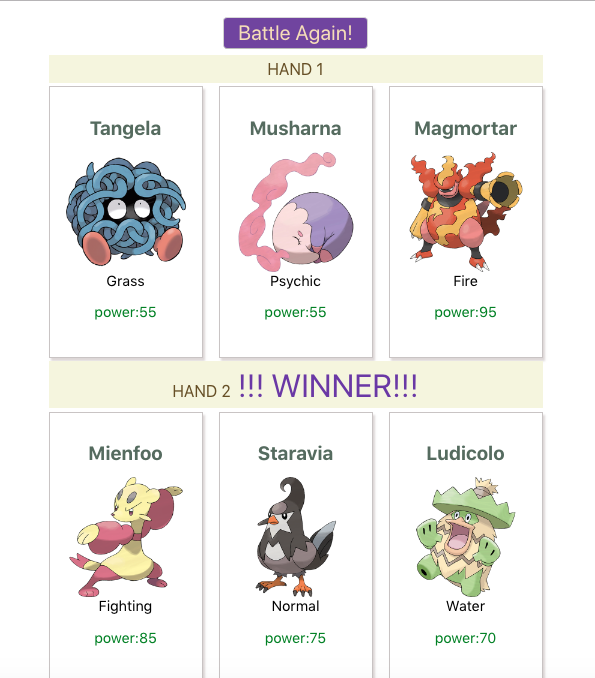 Battle Again!
HAND 1
Tangela Musharna Magmortar
Grass Psychic Fire
power:55 power:55 power:95
HAND 2 !!! WINNER!!!
Mienfoo Staravia Ludicolo
Fighting Normal Water
power:85 power:75 power:70